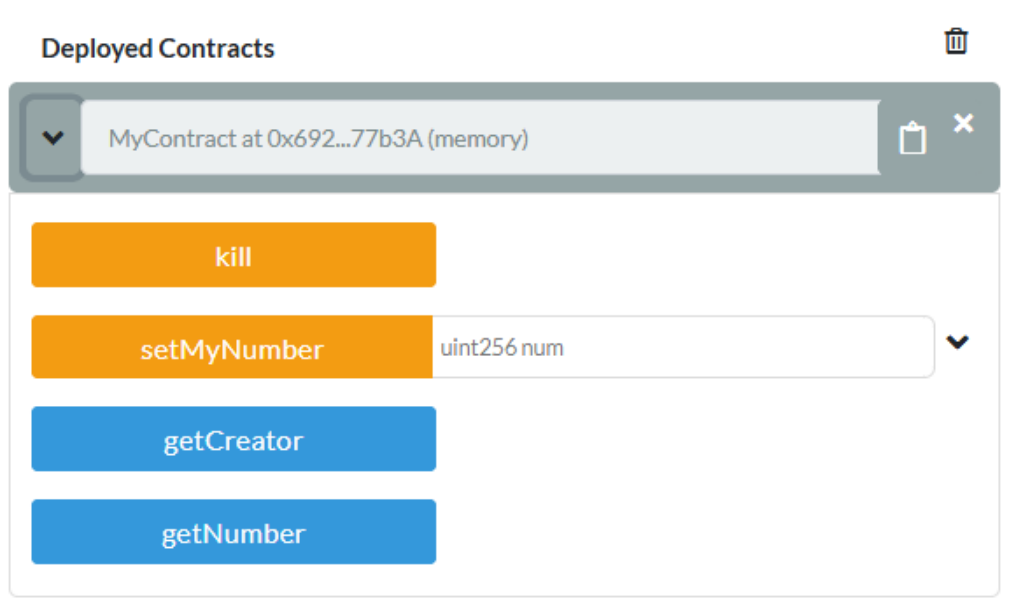 Deployed Contracts
MyContract at 0x692...77b3A (memory)
kill
setMyNumber uint256 num
getCreator
getNumber